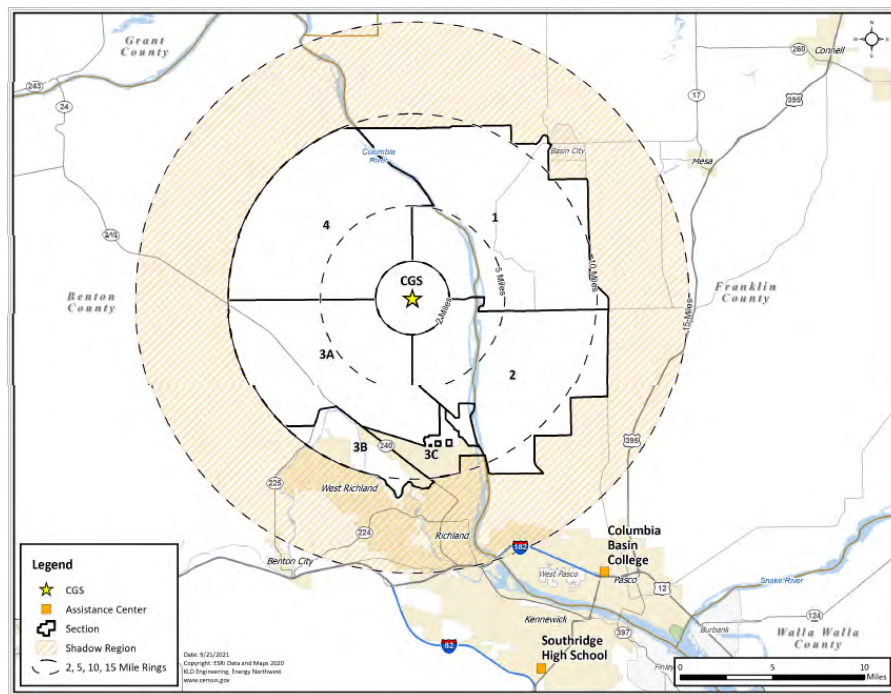 Grant
County
260
Connell
243
24
17
395
Columbia
River
Basin City
Mesa
4
1
240
CGS
5 Miles
10 Miles
15 Miles
2 Miles
Benton
County
Franklin
County
3A
2
3B
240
3C
395
225
West Richland
224
Richland
Benton City
182
Columbia
Basin
College
West Pasco
Pasco
12
Snake River
Kennewick
Burbank
124
397
Walla Walla
County
82
Southridge
High School
Finley
Legend
CGS
Assistance Center
Section
Shadow Region
2, 5, 10, 15 Mile Rings
Date: 9/21/2021
Copyright: ESRI Data and Maps 2020
KLD Engineering, Energy Northwest
www.census.gov
0 5 10
Miles